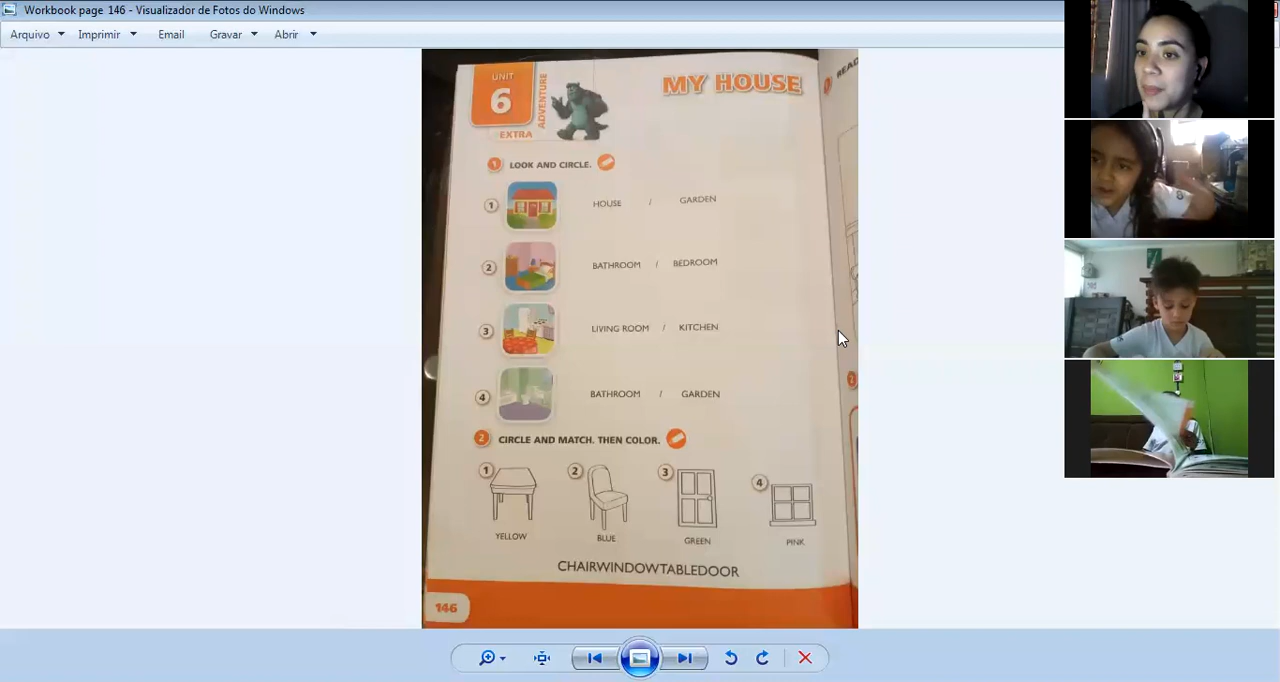 Workbook page 146 - Visualizador de Fotos do Windows
Arquivo Imprimir Email Gravar Abrir
UNIT
6
ADVENTURE
EXTRA
MY HOUSE
1 LOOK AND CIRCLE.
1 HOUSE / GARDEN
2 BATHROOM / BEDROOM
3 LIVING ROOM / KITCHEN
4 BATHROOM / GARDEN
2 CIRCLE AND MATCH. THEN COLOR.
1 2 3 4
YELLOW BLUE GREEN PINK
CHAIRWINDOWTABLEDOOR
146
READ
2